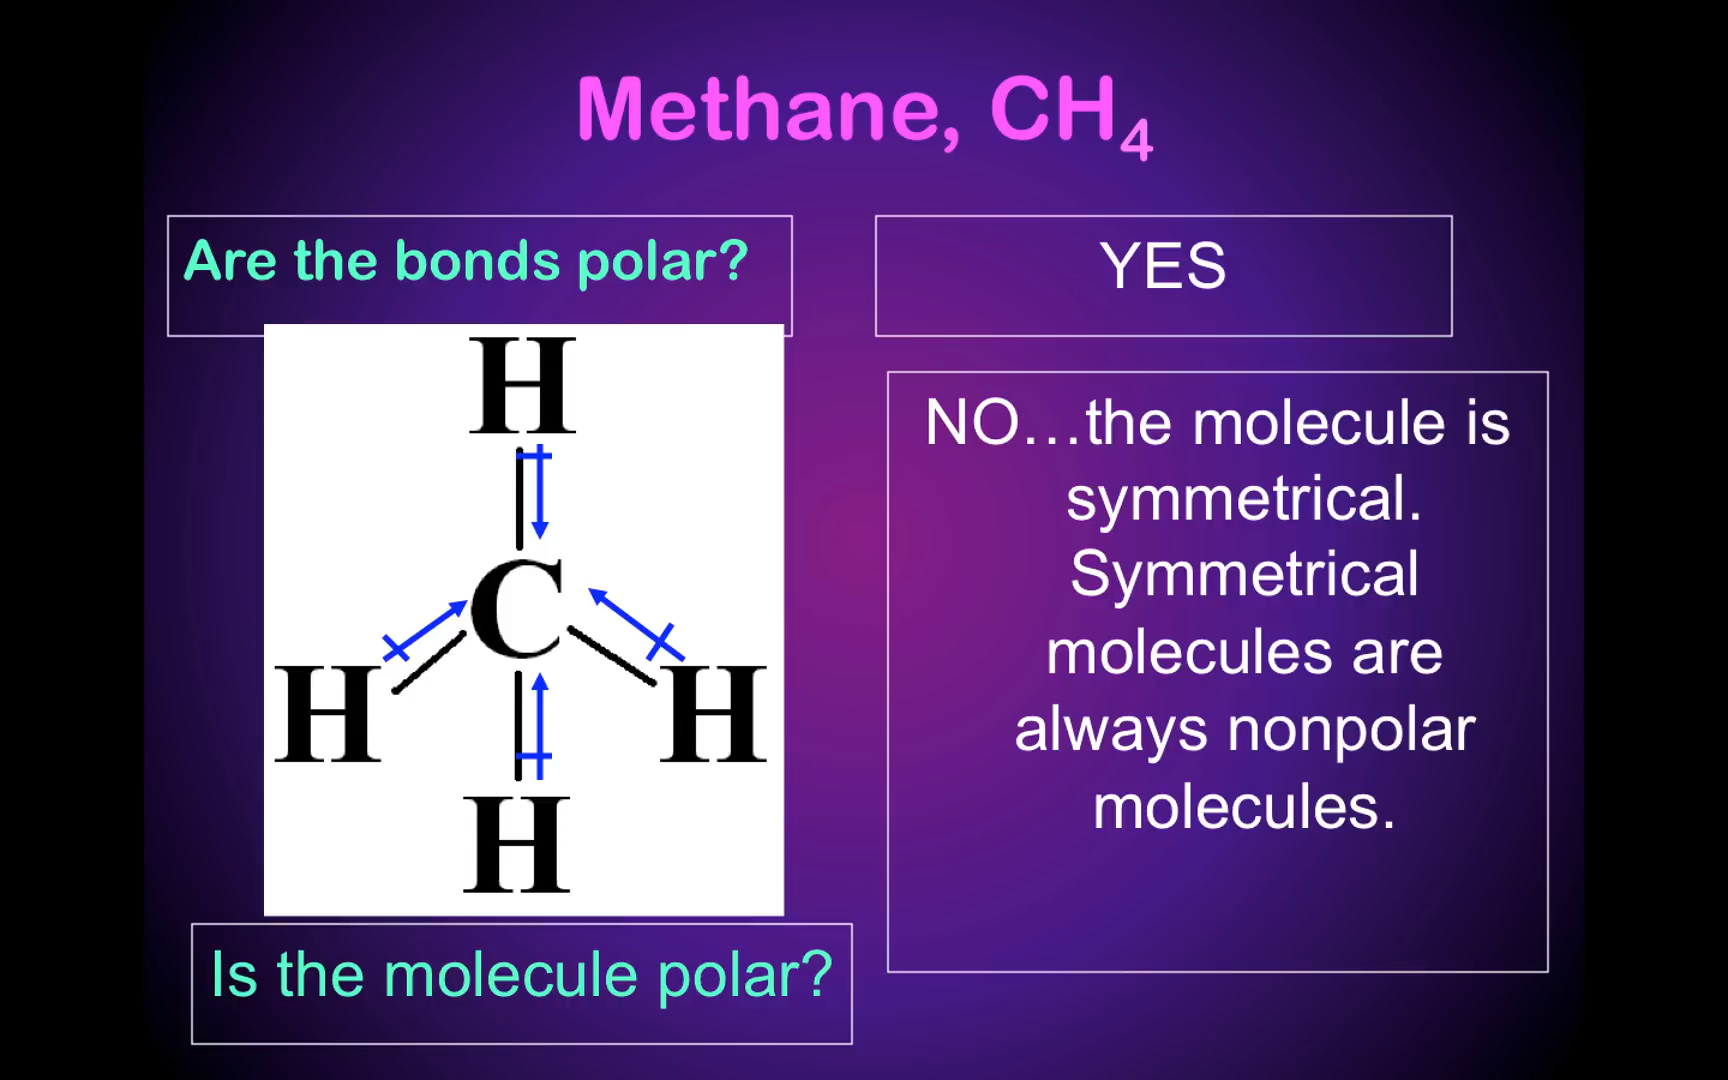 Methane, CH₄
Are the bonds polar?
YES
H
C
H H
H
Is the molecule polar?
NO…the molecule is
symmetrical.
Symmetrical
molecules are
always nonpolar
molecules.